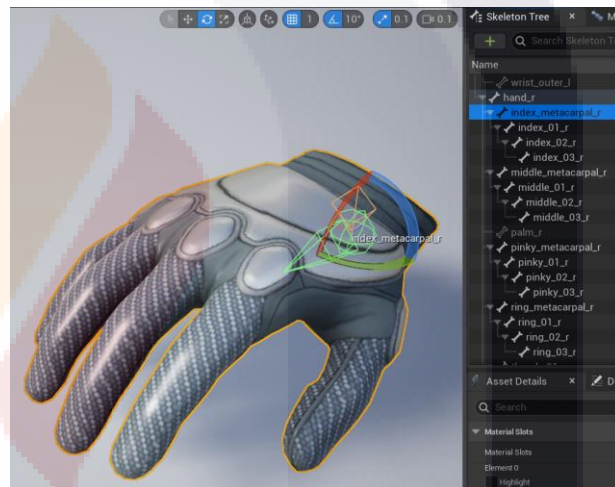 1
10°
0.1
0.1
Skeleton Tree
×
M
+
Search Skeleton Tr
Name
wrist_outer_l
hand_r
index_metacarpal_r
index_01_r
index_02_r
index_03_r
middle_metacarpal_r
middle_01_r
middle_02_r
middle_03_r
palm_r
pinky_metacarpal_r
pinky_01_r
pinky_02_r
pinky_03_r
ring_metacarpal_r
ring_01_r
ring_02_r
ring_03_r
index_metacarpal_r
Asset Details
×
D
Search
Material Slots
Material Slots
Element 0
Highlight